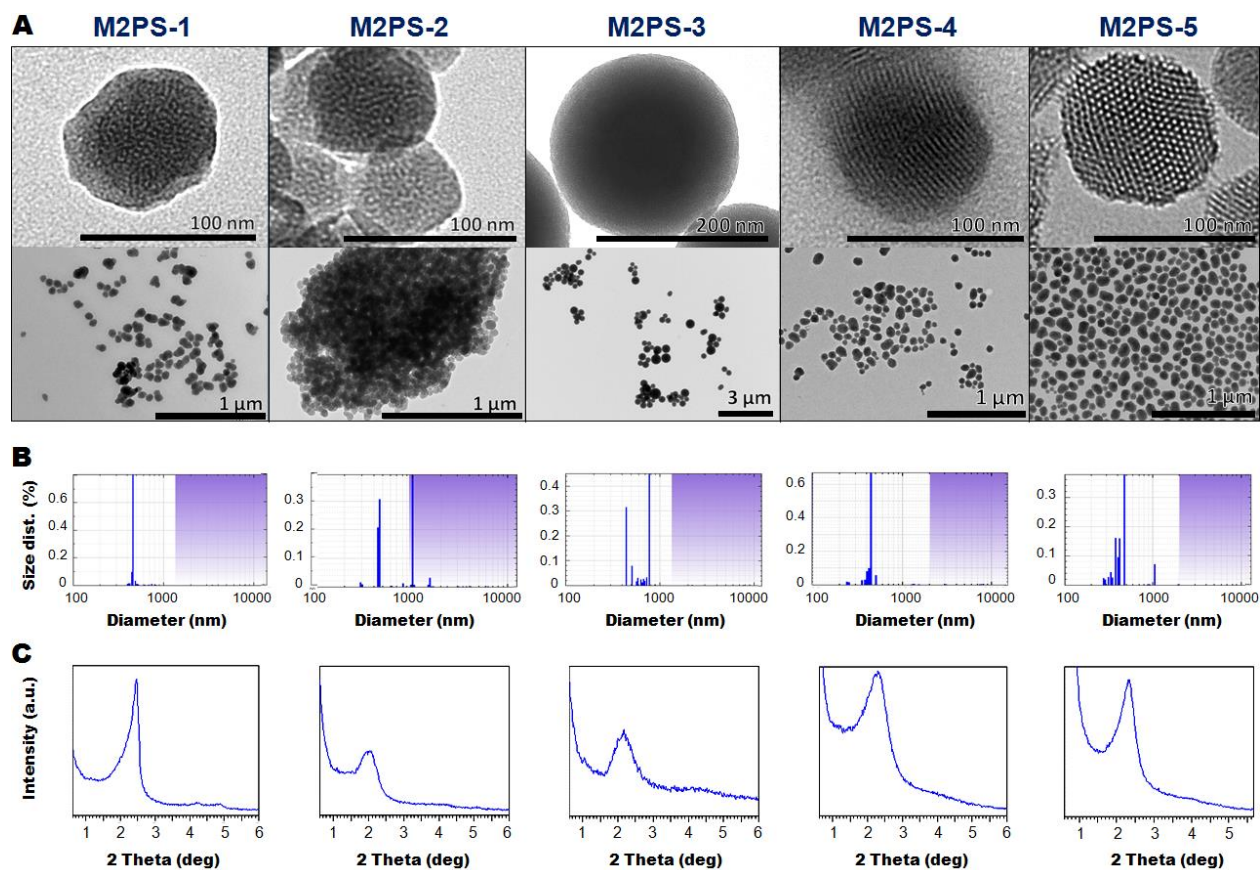 A
M2PS-1 M2PS-2 M2PS-3 M2PS-4 M2PS-5
100 nm 100 nm 200 nm 100 nm 100 nm
1 µm 1 µm 3 µm 1 µm 1 µm
B
Size dist. (%)
0.6 0.4 0.2 0
100 1000 10000
Diameter (nm)
0.3 0.2 0.1 0
100 1000 10000
Diameter (nm)
0.4 0.3 0.2 0.1 0
100 1000 10000
Diameter (nm)
0.6 0.5 0.4 0.3 0.2 0.1 0
100 1000 10000
Diameter (nm)
0.3 0.2 0.1 0
100 1000 10000
Diameter (nm)
C
Intensity (a.u.)
1 2 3 4 5 6
2 Theta (deg)
1 2 3 4 5 6
2 Theta (deg)
1 2 3 4 5 6
2 Theta (deg)
1 2 3 4 5 6
2 Theta (deg)
1 2 3 4 5
2 Theta (deg)